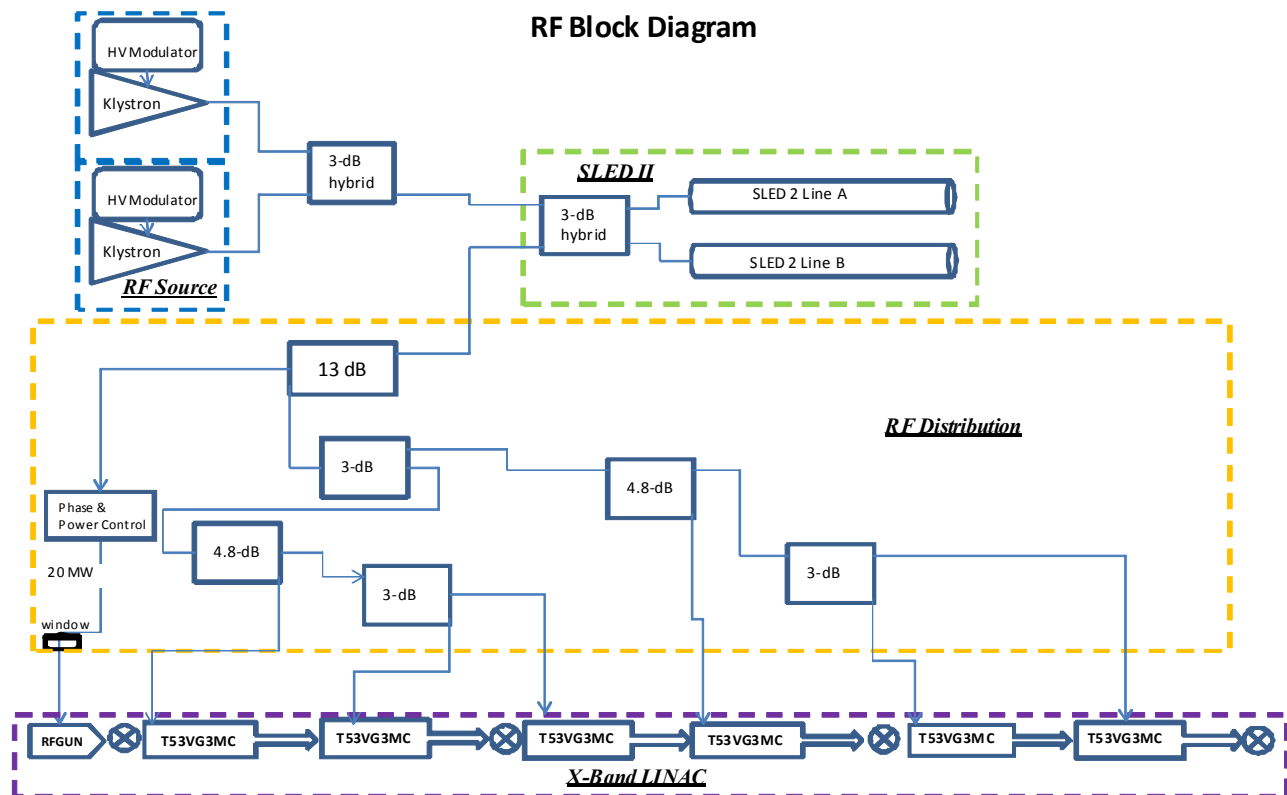 RF Block Diagram
HV Modulator
Klystron
HV Modulator
Klystron
RF Source
3-dB
hybrid
SLED II
3-dB
hybrid
SLED 2 Line A
SLED 2 Line B
13 dB
RF Distribution
3-dB
4.8-dB
Phase &
Power Control
4.8-dB
3-dB
3-dB
20 MW
window
RFGUN
T53VG3MC
T53VG3MC
T53VG3MC
T53VG3MC
T53VG3MC
T53VG3MC
X-Band LINAC